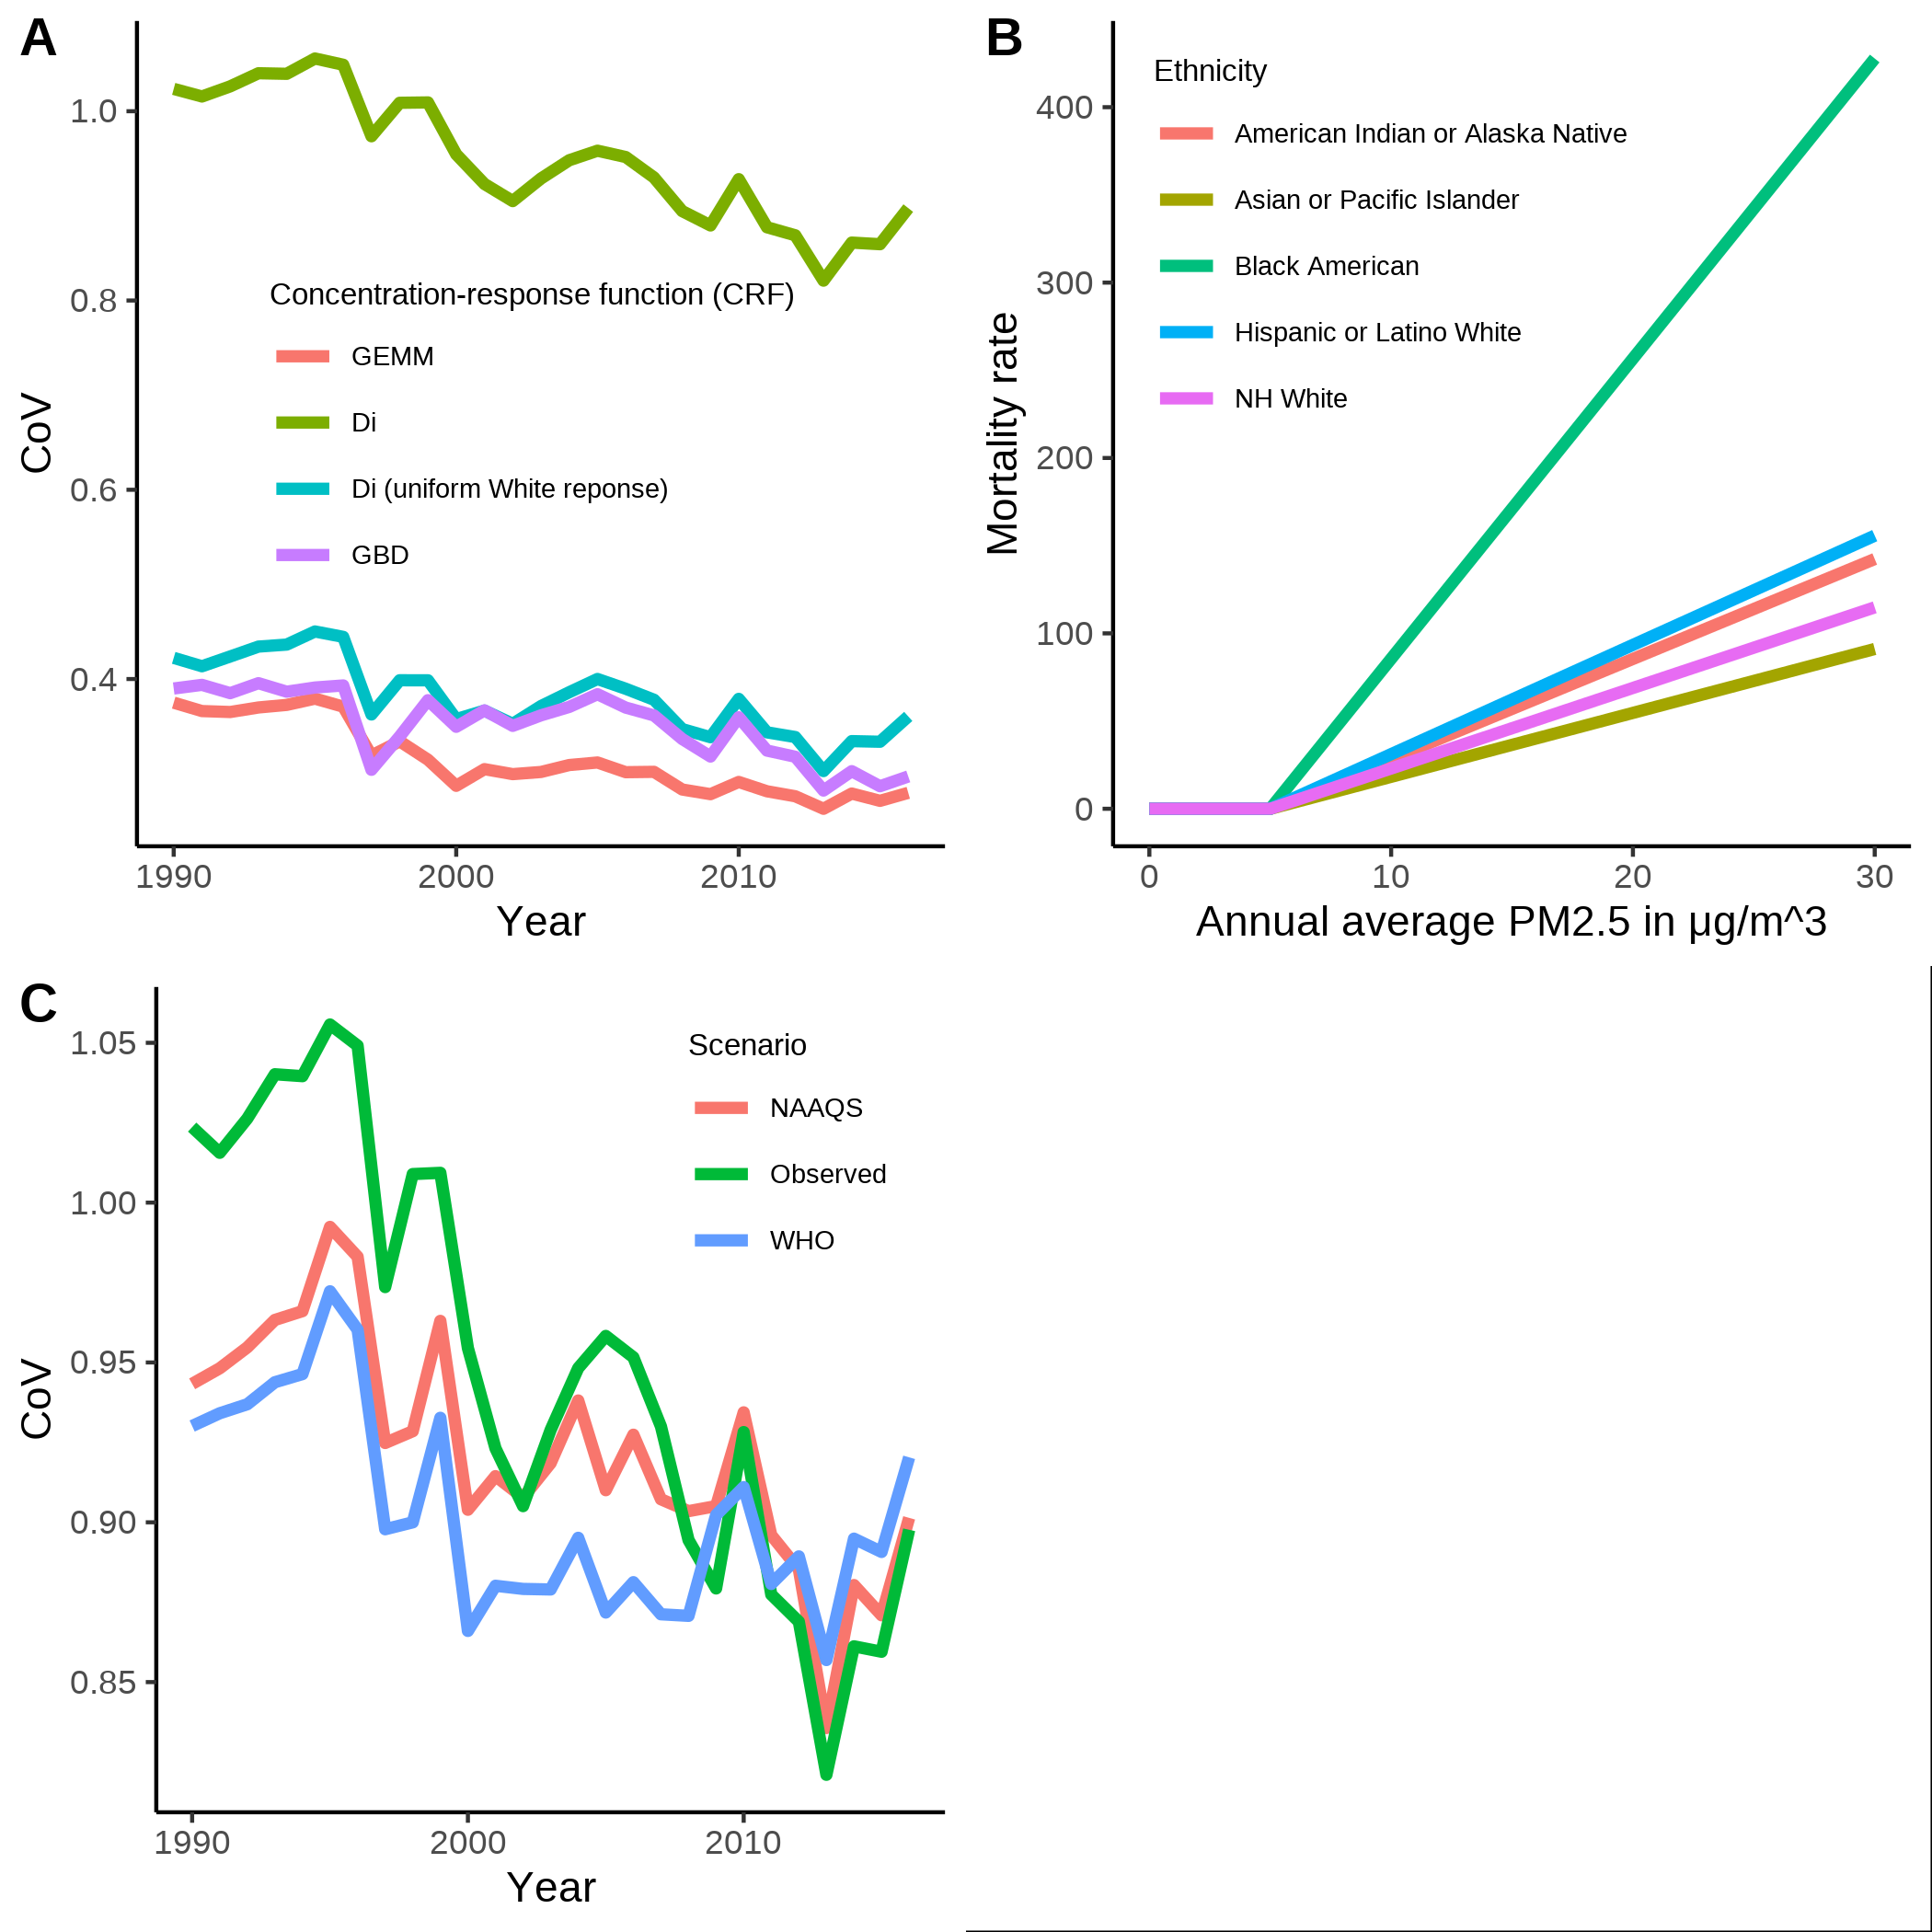 A
1.0
0.8
0.6
0.4
CoV
Concentration-response function (CRF)
GEMM
Di
Di (uniform White reponse)
GBD
1990 2000 2010
Year
B
400
300
200
100
0
Mortality rate
Ethnicity
American Indian or Alaska Native
Asian or Pacific Islander
Black American
Hispanic or Latino White
NH White
0 10 20 30
Annual average PM2.5 in μg/m^3
C
1.05
1.00
0.95
0.90
0.85
CoV
Scenario
NAAQS
Observed
WHO
1990 2000 2010
Year